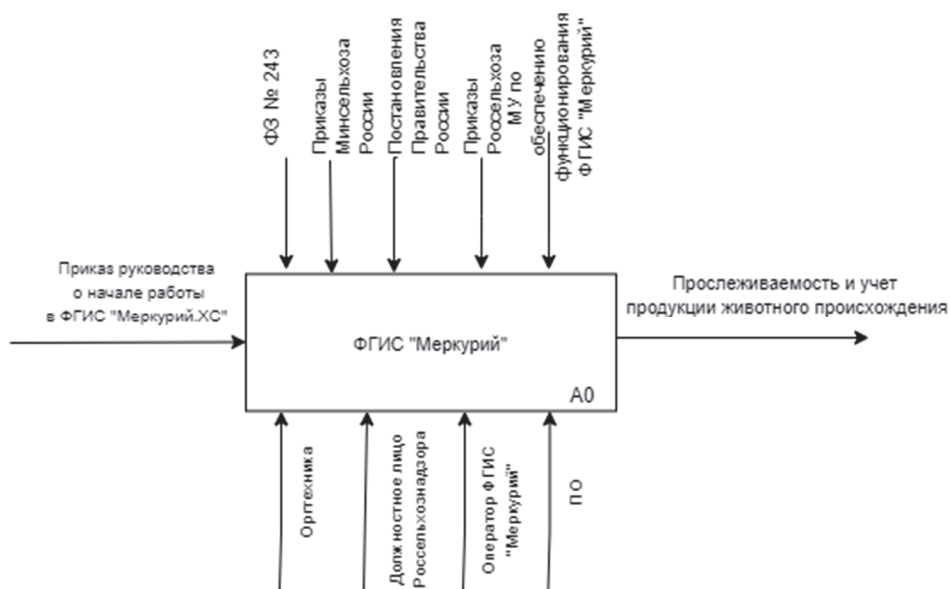 ФЗ № 243
Приказы
Минсельхоза
России
Постановления
Правительства
России
Приказы
Россельхоза
МУ по
обеспечению
функционирования
ФГИС "Меркурий"
Приказ руководства
о начале работы
в ФГИС "Меркурий.ХС"
ФГИС "Меркурий"
А0
Прослеживаемость и учет
продукции животного происхождения
Оргтехника
Должностное лицо
Россельхознадзора
Оператор ФГИС
"Меркурий"
ПО